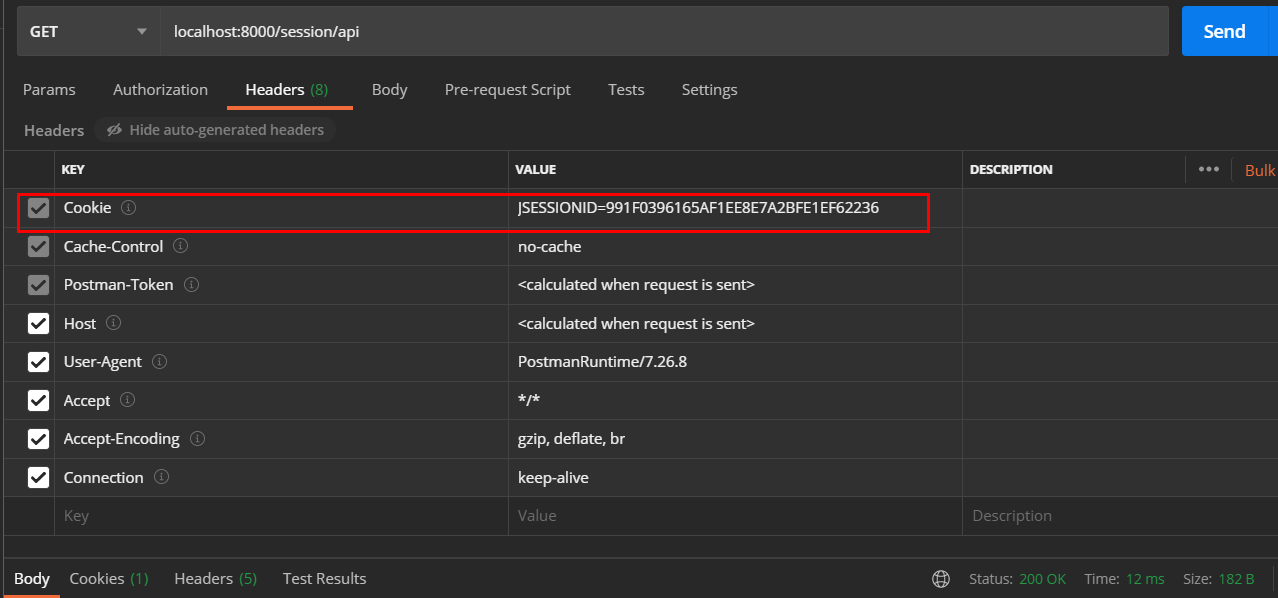 GET localhost:8000/session/api Send
Params Authorization Headers (8) Body Pre-request Script Tests Settings
Headers Hide auto-generated headers
KEY VALUE DESCRIPTION ••• Bulk
Cookie JSESSIONID=991F0396165AF1EE8E7A2BFE1EF62236
Cache-Control no-cache
Postman-Token <calculated when request is sent>
Host <calculated when request is sent>
User-Agent PostmanRuntime/7.26.8
Accept */*
Accept-Encoding gzip, deflate, br
Connection keep-alive
Key Value Description
Body Cookies (1) Headers (5) Test Results Status: 200 OK Time: 12 ms Size: 182 B